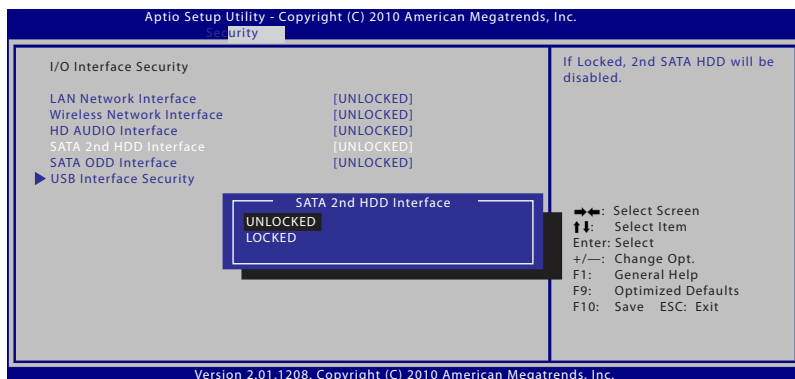 Aptio Setup Utility - Copyright (C) 2010 American Megatrends, Inc.
Security
I/O Interface Security
LAN Network Interface [UNLOCKED]
Wireless Network Interface [UNLOCKED]
HD AUDIO Interface [UNLOCKED]
SATA 2nd HDD Interface [UNLOCKED]
SATA ODD Interface [UNLOCKED]
USB Interface Security
SATA 2nd HDD Interface
UNLOCKED
LOCKED
If Locked, 2nd SATA HDD will be
disabled.
→←: Select Screen
↑↓: Select Item
Enter: Select
+/—: Change Opt.
F1: General Help
F9: Optimized Defaults
F10: Save ESC: Exit
Version 2.01.1208. Copyright (C) 2010 American Megatrends, Inc.